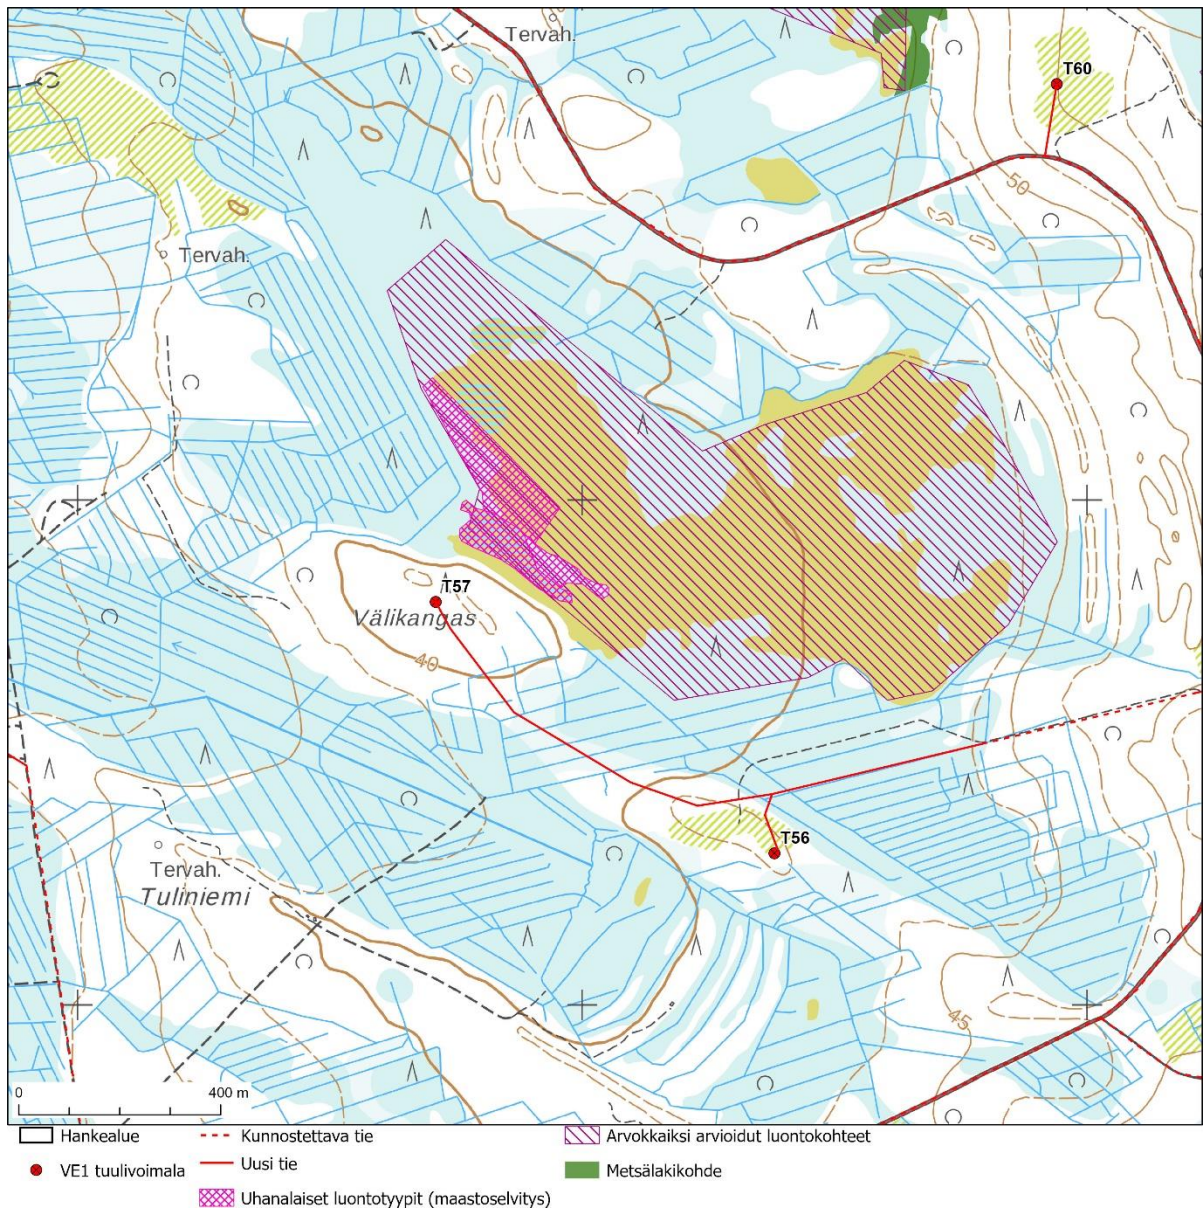 Tervah.
T60
50
Tervah.
T57
Välikangas
40
T56
Tervah.
Tuliniemi
45
0 400 m
Hankealue Kunnostettava tie Arvokkaiksi arvioidut luontokohteet
VE1 tuulivoimala Uusi tie Metsälakikohde
Uhanalaiset luontotyypit (maastoselvitys)